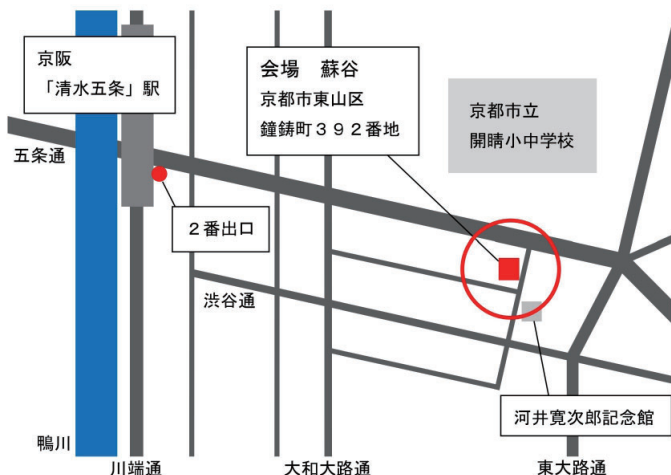 京阪
「清水五条」駅
会場 蘇谷
京都市東山区
鐘鋳町３９２番地
京都市立
開睛小中学校
五条通
２番出口
渋谷通
河井寛次郎記念館
鴨川
川端通
大和大路通
東大路通